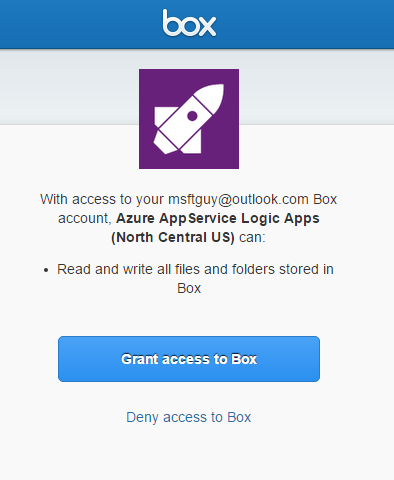 box
With access to your msftguy@outlook.com Box
account, Azure AppService Logic Apps
(North Central US) can:
• Read and write all files and folders stored in
Box
Grant access to Box
Deny access to Box